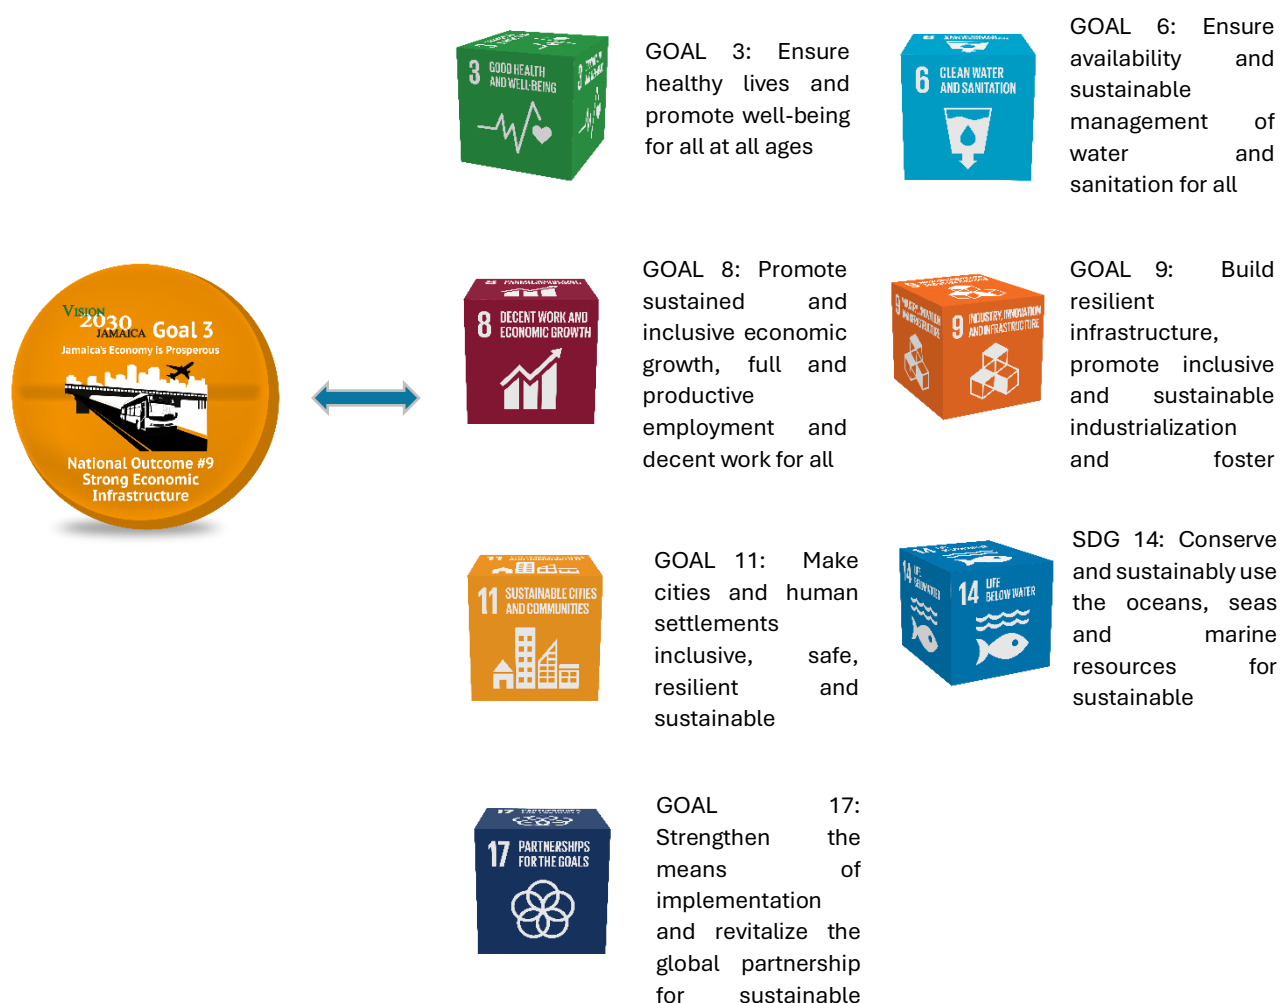 3 GOOD HEALTH
AND WELL-BEING
GOAL 3: Ensure
healthy lives and
promote well-being
for all at all ages
6 CLEAN WATER
AND SANITATION
GOAL 6: Ensure
availability and
sustainable
management of
water and
sanitation for all
VISION
2030
JAMAICA Goal 3
Jamaica's Economy is Prosperous
National Outcome #9
Strong Economic
Infrastructure
8 DECENT WORK AND
ECONOMIC GROWTH
GOAL 8: Promote
sustained and
inclusive economic
growth, full and
productive
employment and
decent work for all
9 INDUSTRY, INNOVATION
AND INFRASTRUCTURE
GOAL 9: Build
resilient
infrastructure,
promote inclusive
and sustainable
industrialization
and foster
11 SUSTAINABLE CITIES
AND COMMUNITIES
GOAL 11: Make
cities and human
settlements
inclusive, safe,
resilient and
sustainable
14 LIFE
BELOW WATER
14 LIFE
BELOW WATER
SDG 14: Conserve
and sustainably use
the oceans, seas
and marine
resources for
sustainable
17 PARTNERSHIPS
FOR THE GOALS
GOAL 17:
Strengthen the
means of
implementation
and revitalize the
global partnership
for sustainable